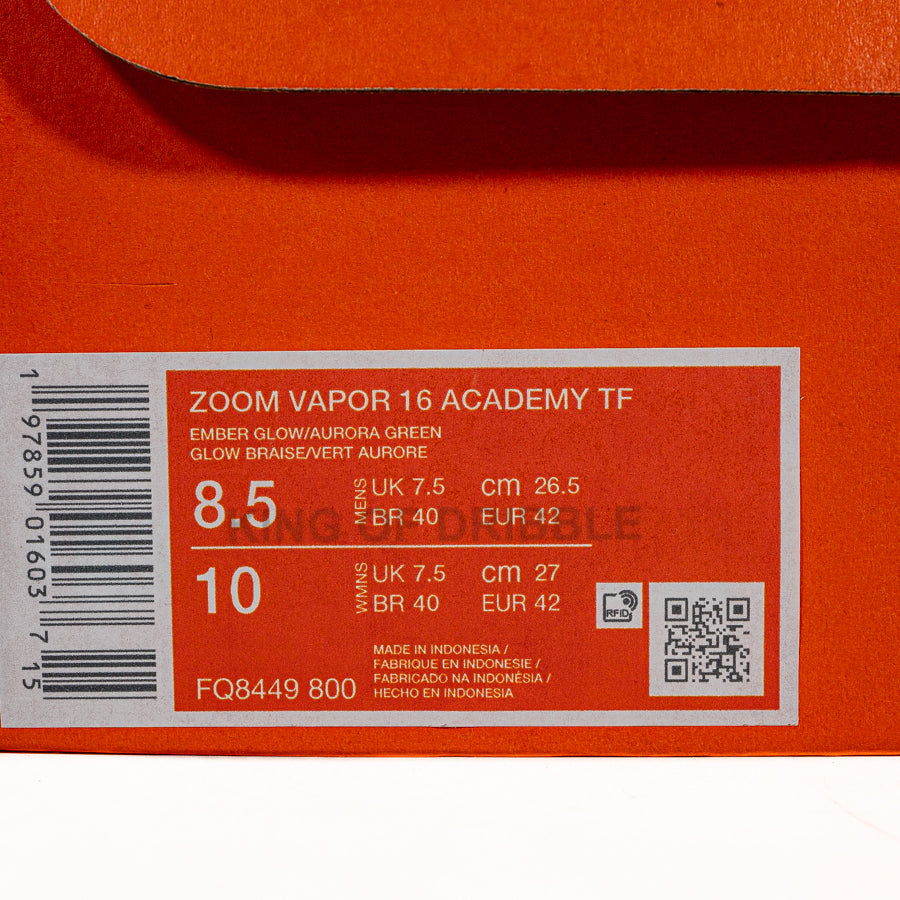 ZOOM VAPOR 16 ACADEMY TF
EMBER GLOW/AURORA GREEN
GLOW BRAISE/VERT AURORE
8.5 MENS UK 7.5 cm 26.5
BR 40 EUR 42
KING OF DRIBBLE
10 WMNS UK 7.5 cm 27
BR 40 EUR 42
RFID
MADE IN INDONESIA /
FABRIQUE EN INDONESIE /
FABRICADO NA INDONÉSIA /
HECHO EN INDONESIA
FQ8449 800
1 97859 01603 7 15